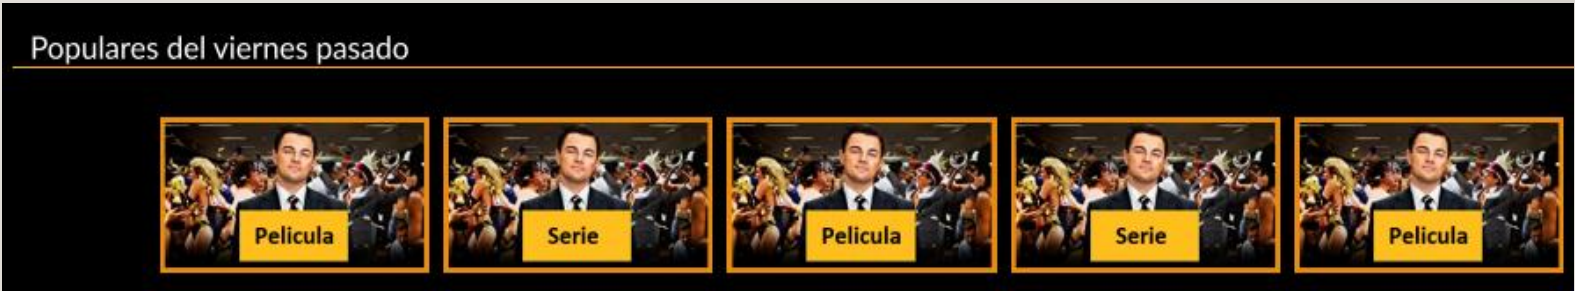 Populares del viernes pasado
Pelicula
Serie
Pelicula
Serie
Pelicula